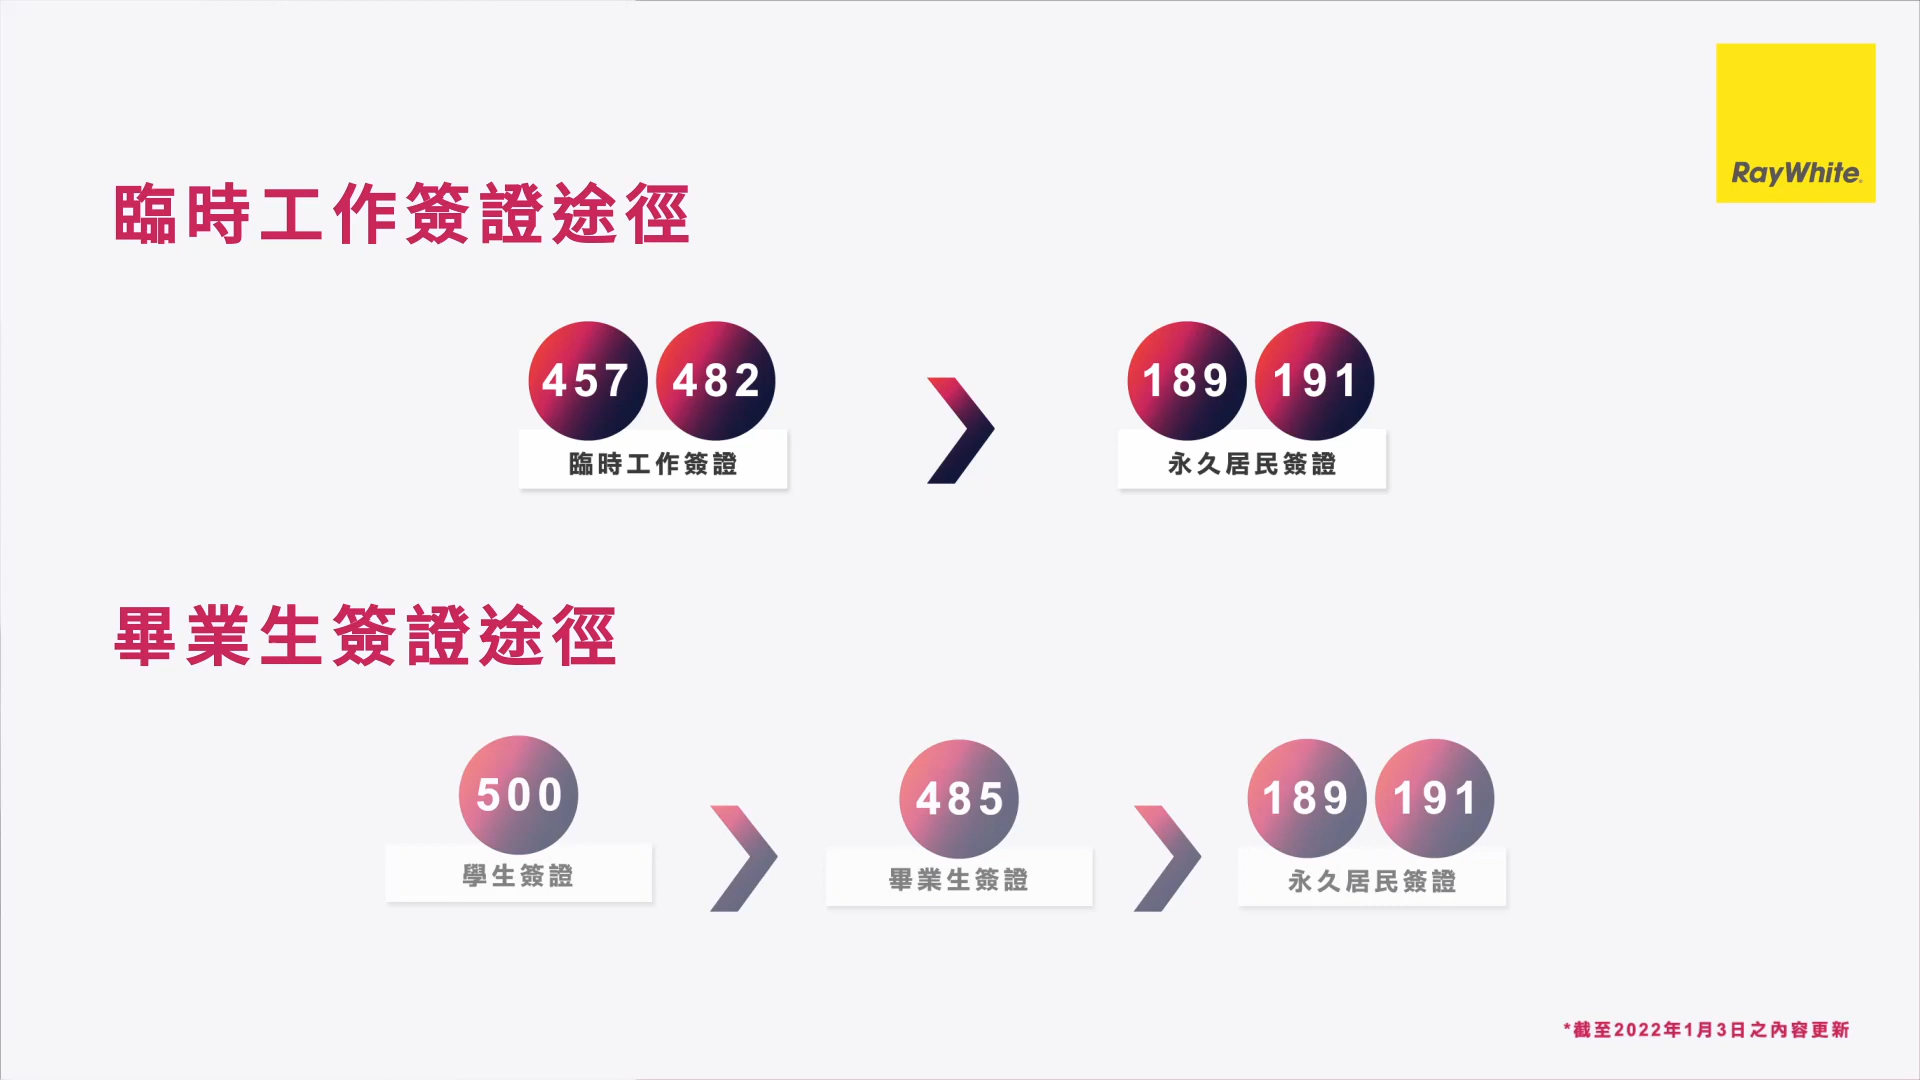 RayWhite
臨時工作簽證途徑
457 482
臨時工作簽證
189 191
永久居民簽證
畢業生簽證途徑
500
學生簽證
485
畢業生簽證
189 191
永久居民簽證
*截至2022年1月3日之內容更新